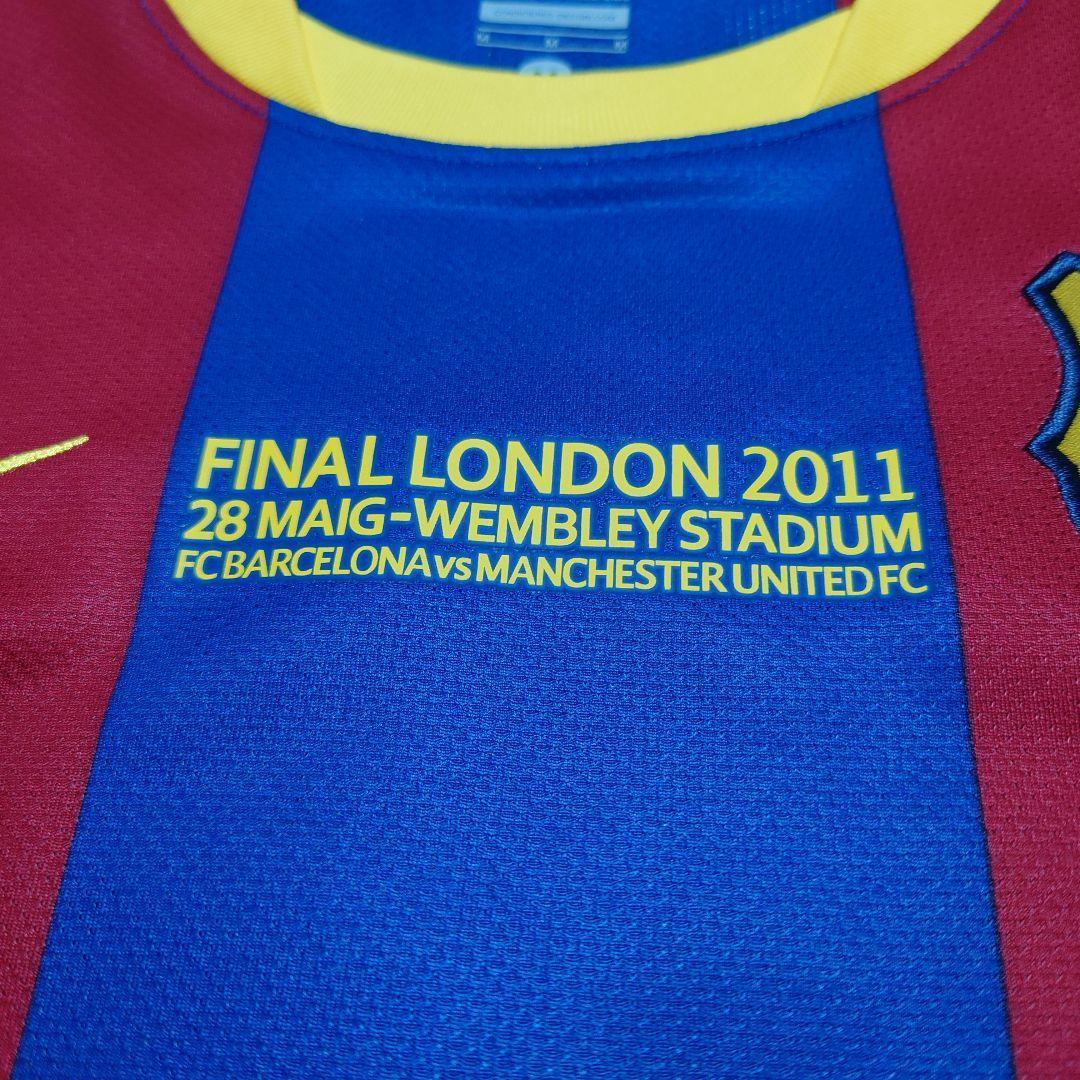 FINAL LONDON 2011
28 MAIG-WEMBLEY STADIUM
FC BARCELONA vs MANCHESTER UNITED FC